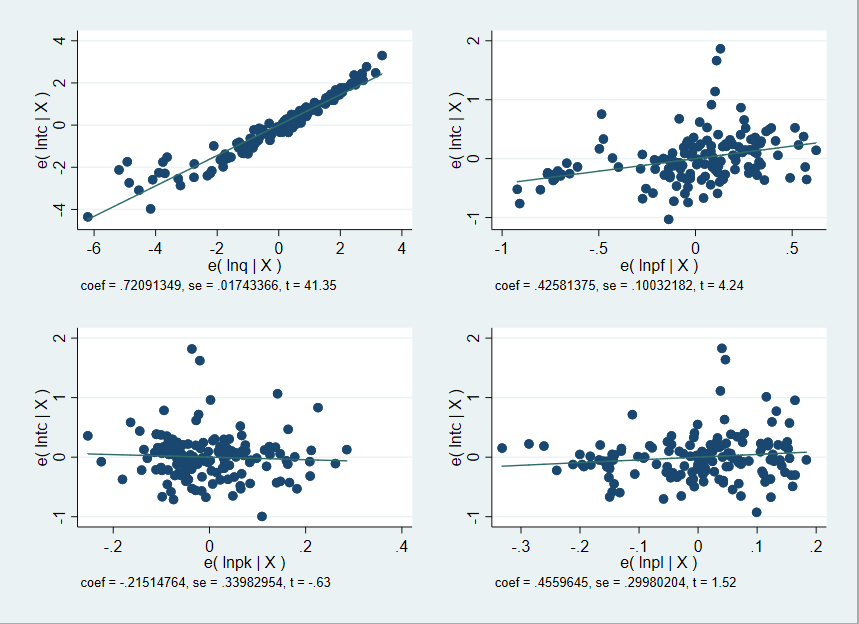 4
2
0
-2
-4
e( lntc | X )
-6 -4 -2 0 2 4
e( lnq | X )
coef = .72091349, se = .01743366, t = 41.35
2
1
0
-1
e( lntc | X )
-1 -.5 0 .5
e( lnpf | X )
coef = .42581375, se = .10032182, t = 4.24
2
1
0
-1
e( lntc | X )
-.2 0 .2 .4
e( lnpk | X )
coef = -.21514764, se = .33982954, t = -.63
2
1
0
-1
e( lntc | X )
-.3 -.2 -.1 0 .1 .2
e( lnpl | X )
coef = .4559645, se = .29980204, t = 1.52